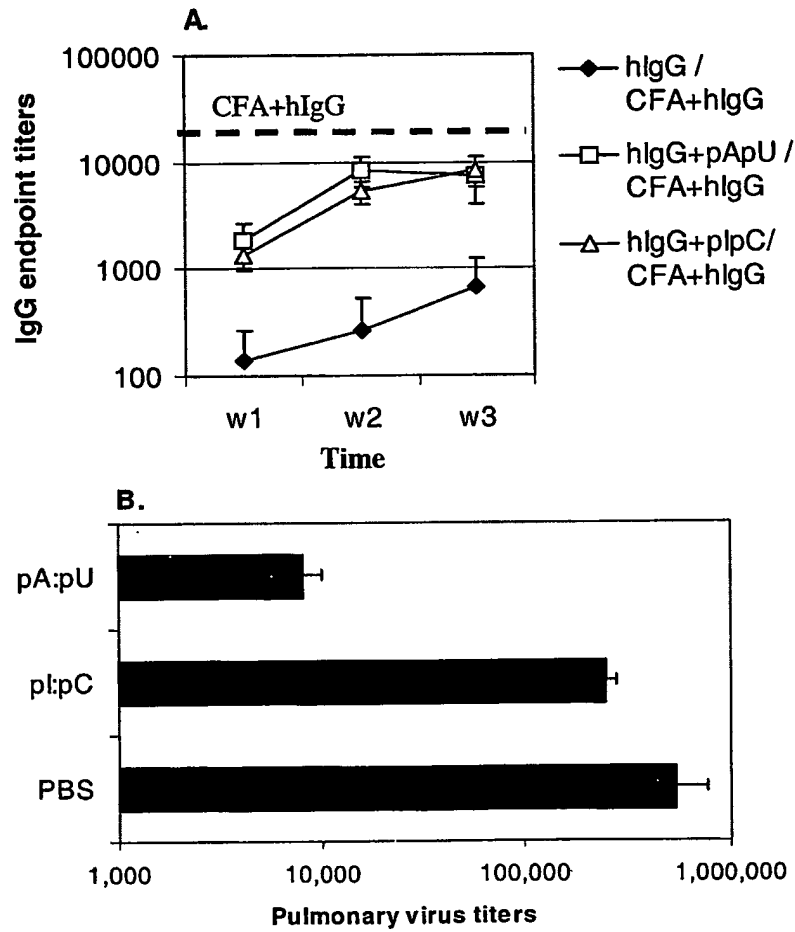 A.
IgG endpoint titers
100000
10000
1000
100
CFA+hIgG
w1 w2 w3
Time
hIgG /
CFA+hIgG
hIgG+pApU /
CFA+hIgG
hIgG+pIpC/
CFA+hIgG
B.
pA:pU
pI:pC
PBS
1,000 10,000 100,000 1,000,000
Pulmonary virus titers